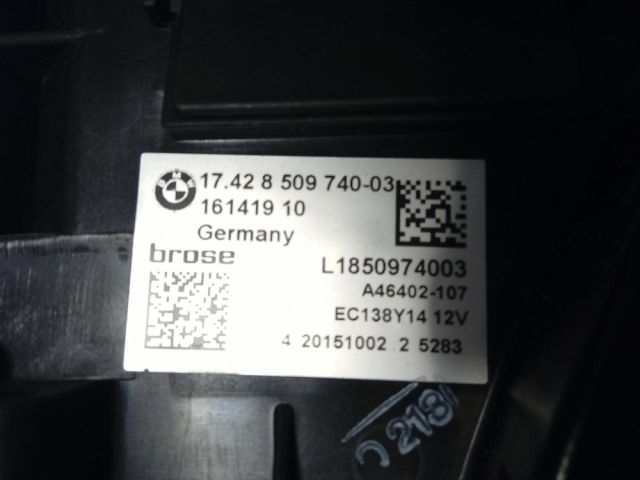 BMW
17.42 8 509 740-03
161419 10
Germany
brose
L1850974003
A46402-107
EC138Y14 12V
4 20151002 2 5283